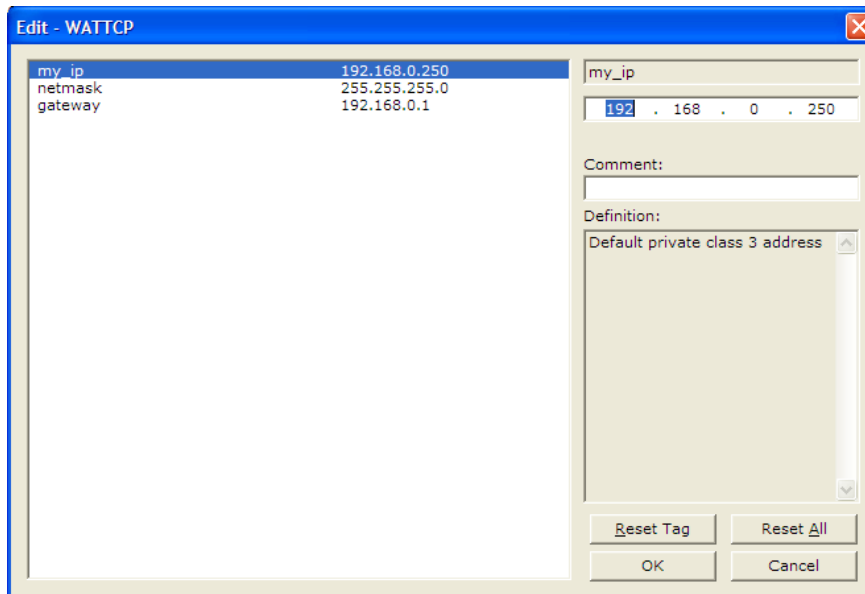 Edit - WATTCP
my_ip 192.168.0.250
netmask 255.255.255.0
gateway 192.168.0.1
my_ip
192 . 168 . 0 . 250
Comment:
Definition:
Default private class 3 address
Reset Tag Reset All
OK Cancel